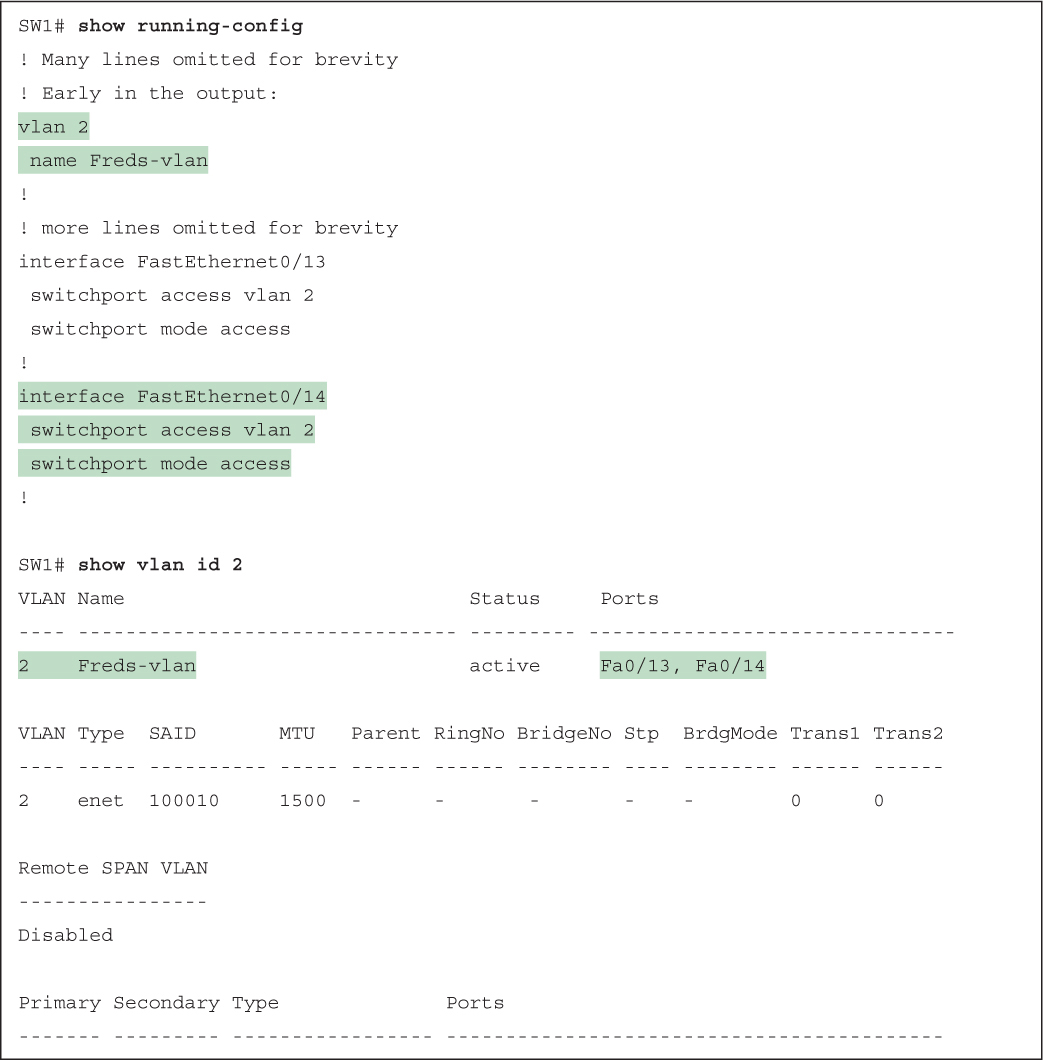 SW1# show running-config
! Many lines omitted for brevity
! Early in the output:
vlan 2
 name Freds-vlan
!
! more lines omitted for brevity
interface FastEthernet0/13
 switchport access vlan 2
 switchport mode access
!
interface FastEthernet0/14
 switchport access vlan 2
 switchport mode access
!

SW1# show vlan id 2
VLAN Name                             Status     Ports
---- -------------------------------- --------- -------------------------------
2    Freds-vlan                       active     Fa0/13, Fa0/14

VLAN Type  SAID       MTU   Parent RingNo BridgeNo Stp  BrdgMode Trans1 Trans2
---- ----- ---------- ----- ------ ------ -------- ---- -------- ------ ------
2    enet  100010     1500  -      -       -       -    -        0      0

Remote SPAN VLAN
----------------
Disabled

Primary Secondary Type              Ports
------- --------- ----------------- ------------------------------------------